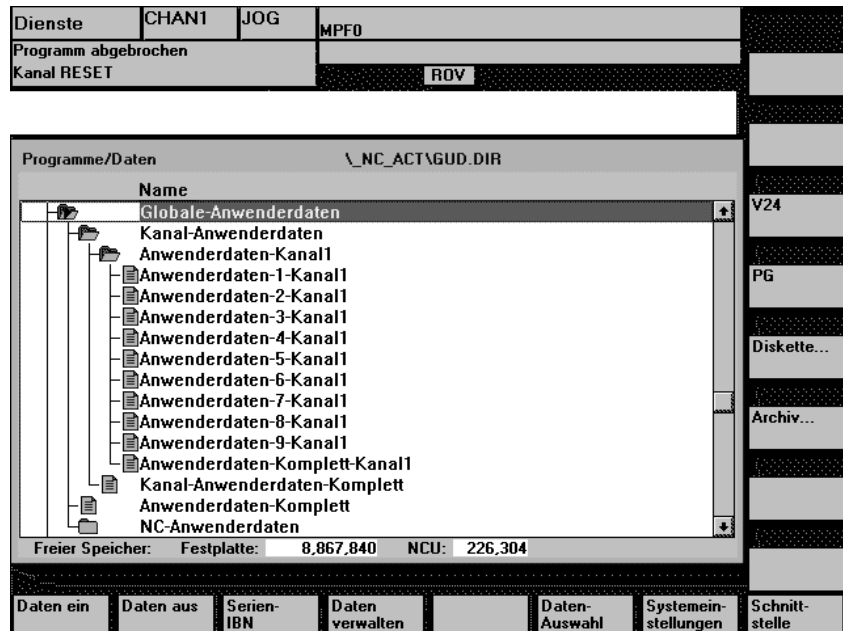 Dienste CHAN1 JOG MPF0
Programm abgebrochen
Kanal RESET
ROV
Programme/Daten \_NC_ACT\GUD.DIR
Name
Globale-Anwenderdaten
Kanal-Anwenderdaten
Anwenderdaten-Kanal1
Anwenderdaten-1-Kanal1
Anwenderdaten-2-Kanal1
Anwenderdaten-3-Kanal1
Anwenderdaten-4-Kanal1
Anwenderdaten-5-Kanal1
Anwenderdaten-6-Kanal1
Anwenderdaten-7-Kanal1
Anwenderdaten-8-Kanal1
Anwenderdaten-9-Kanal1
Anwenderdaten-Komplett-Kanal1
Kanal-Anwenderdaten-Komplett
Anwenderdaten-Komplett
NC-Anwenderdaten
Freier Speicher: Festplatte: 8,867,840 NCU: 226,304
V24
PG
Diskette...
Archiv...
Daten ein
Daten aus
Serien-
IBN
Daten
verwalten
Daten-
Auswahl
Systemein-
stellungen
Schnitt-
stelle